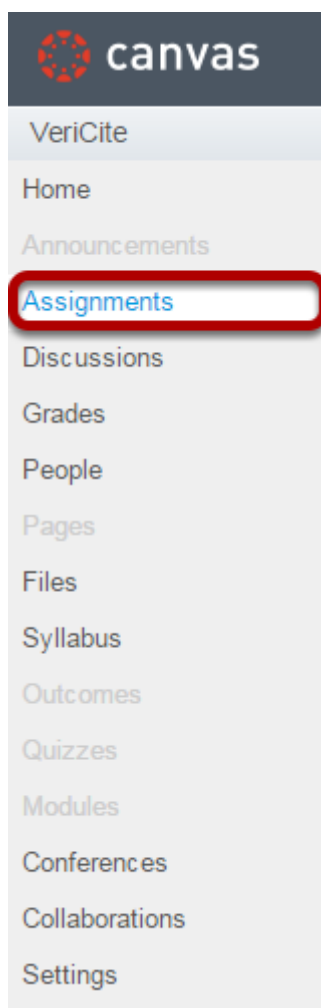 canvas
VeriCite
Home
Announcements
Assignments
Discussions
Grades
People
Pages
Files
Syllabus
Outcomes
Quizzes
Modules
Conferences
Collaborations
Settings